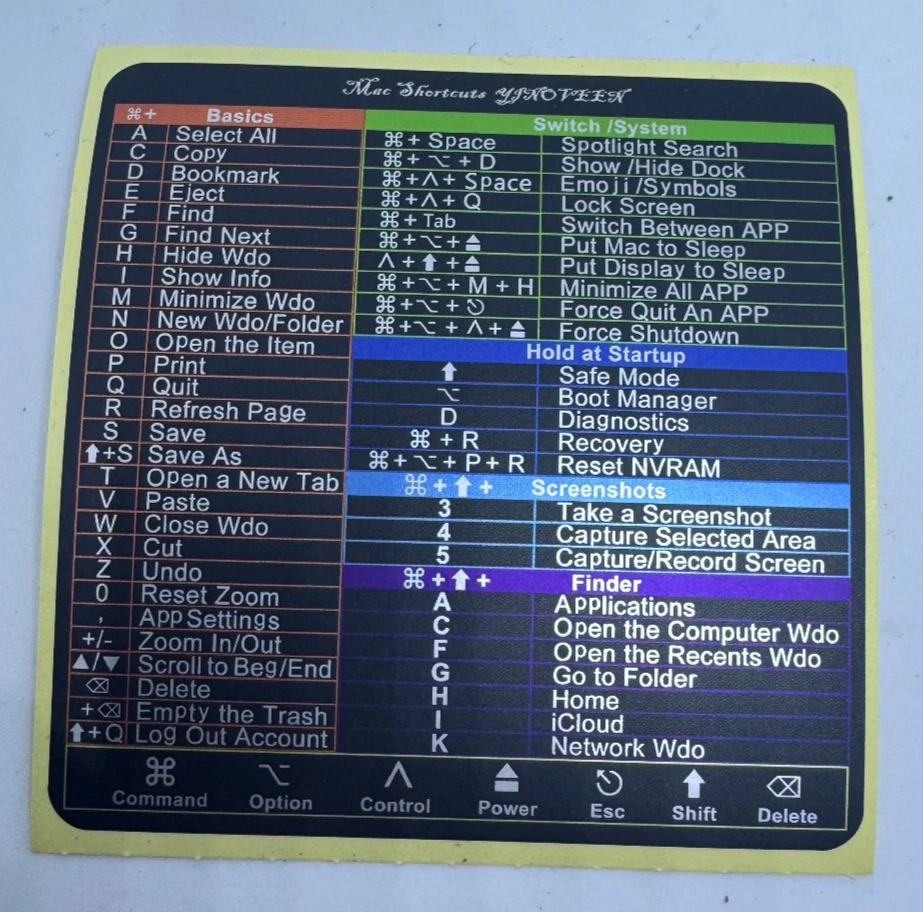 Mac Shortcuts YJNOVEEN
⌘+ Basics
A Select All
C Copy
D Bookmark
E Eject
F Find
G Find Next
H Hide Wdo
I Show Info
M Minimize Wdo
N New Wdo/Folder
O Open the Item
P Print
Q Quit
R Refresh Page
S Save
⬆+S Save As
T Open a New Tab
V Paste
W Close Wdo
X Cut
Z Undo
0 Reset Zoom
, App Settings
+/- Zoom In/Out
▲/▼ Scroll to Beg/End
⌫ Delete
+⌫ Empty the Trash
⬆+Q Log Out Account
Switch /System
⌘+ Space Spotlight Search
⌘+ ⌥ + D Show /Hide Dock
⌘+⋀+ Space Emoji /Symbols
⌘+⋀+ Q Lock Screen
⌘+ Tab Switch Between APP
⌘+⌥+⏏ Put Mac to Sleep
⋀+⬆+⏏ Put Display to Sleep
⌘+⌥+ M + H Minimize All APP
⌘+⌥+⎋ Force Quit An APP
⌘+⌥+⋀+⏏ Force Shutdown
Hold at Startup
⬆ Safe Mode
⌥ Boot Manager
D Diagnostics
⌘ + R Recovery
⌘+⌥+ P + R Reset NVRAM
⌘+⬆+ Screenshots
3 Take a Screenshot
4 Capture Selected Area
5 Capture/Record Screen
⌘+⬆+ Finder
A Applications
C Open the Computer Wdo
F Open the Recents Wdo
G Go to Folder
H Home
I iCloud
K Network Wdo
⌘ ⌥ ⋀ ⏏ ⎋ ⬆ ⌫
Command Option Control Power Esc Shift Delete